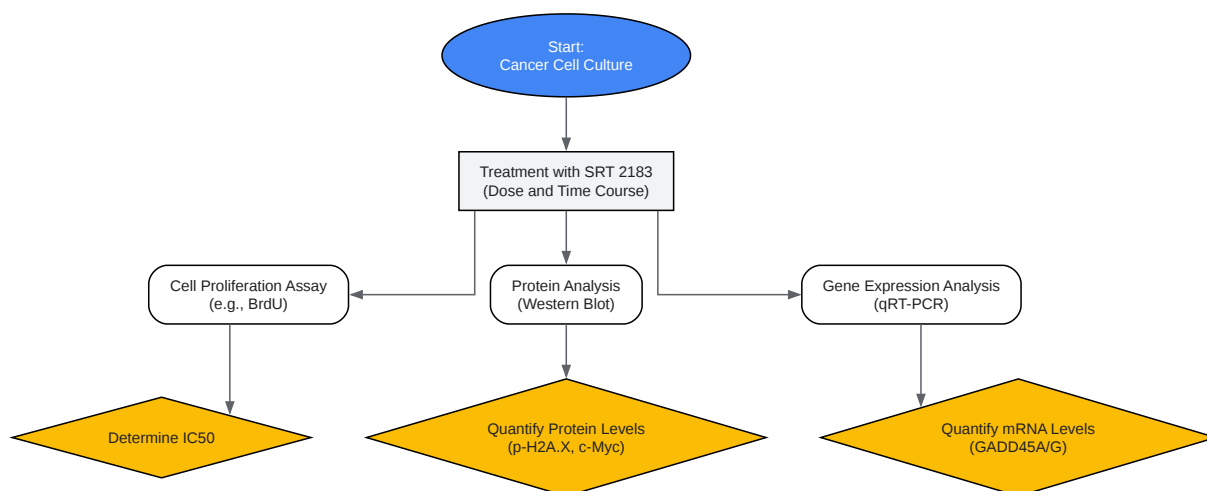 Start:
Cancer Cell Culture
Treatment with SRT 2183
(Dose and Time Course)
Cell Proliferation Assay
(e.g., BrdU)
Protein Analysis
(Western Blot)
Gene Expression Analysis
(qRT-PCR)
Determine IC50
Quantify Protein Levels
(p-H2A.X, c-Myc)
Quantify mRNA Levels
(GADD45A/G)